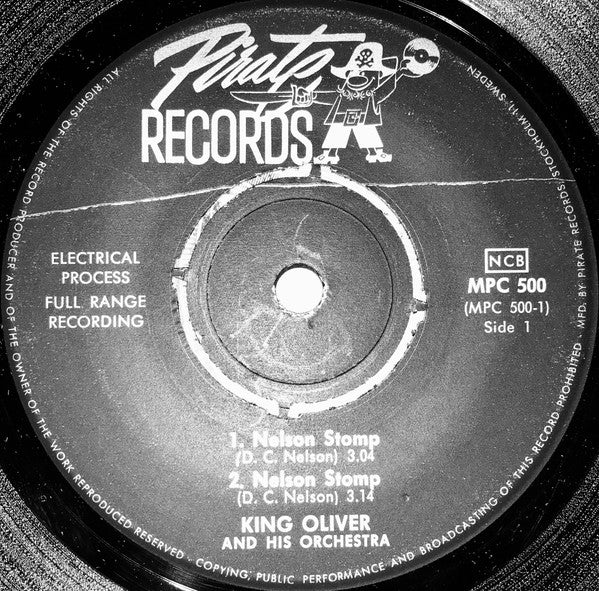 Pirate
RECORDS
ELECTRICAL
PROCESS
FULL RANGE
RECORDING
NCB
MPC 500
(MPC 500-1)
Side 1
1. Nelson Stomp
(D. C. Nelson) 3.04
2. Nelson Stomp
(D. C. Nelson) 3.14
KING OLIVER
AND HIS ORCHESTRA
ALL RIGHTS OF THE RECORD PRODUCER AND OF THE OWNER OF THE WORK REPRODUCED RESERVED - COPYING, PUBLIC PERFORMANCE AND BROADCASTING OF THIS RECORD PROHIBITED - MFD. BY PIRATE RECORDS, STOCKHOLM 11, SWEDEN